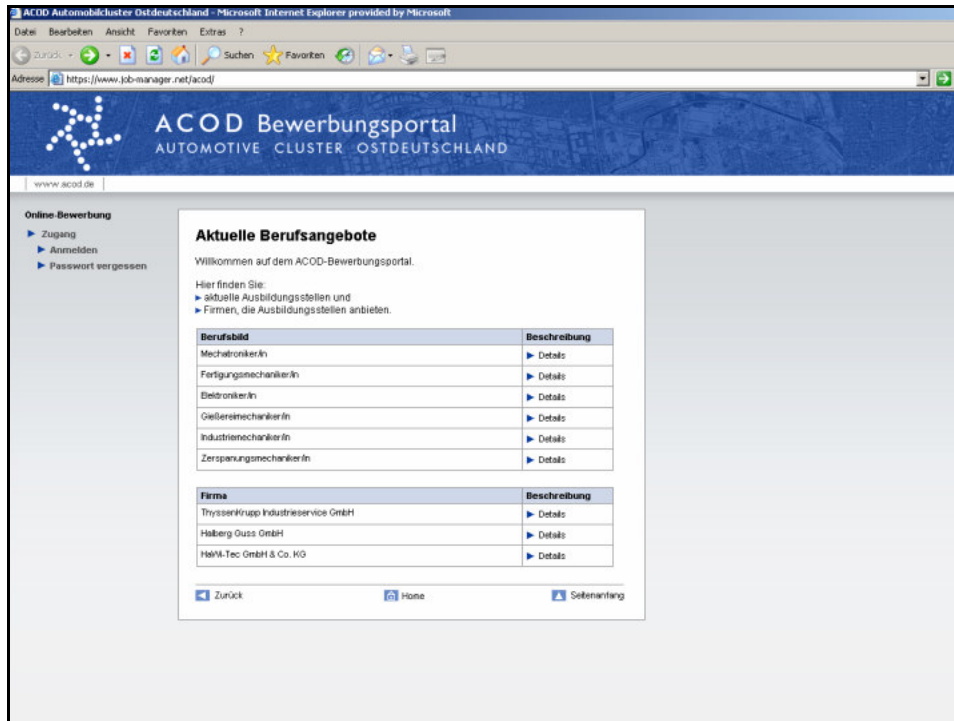 ACOD Automobilcluster Ostdeutschland - Microsoft Internet Explorer provided by Microsoft
Datei Bearbeiten Ansicht Favoriten Extras ?
Zurück Suchen Favoriten
Adresse https://www.job-manager.net/acod/
ACOD Bewerbungsportal
AUTOMOTIVE CLUSTER OSTDEUTSCHLAND
www.acod.de
Online-Bewerbung
Zugang
Anmelden
Passwort vergessen
Aktuelle Berufsangebote
Willkommen auf dem ACOD-Bewerbungsportal.
Hier finden Sie:
aktuelle Ausbildungsstellen und
Firmen, die Ausbildungsstellen anbieten.
Berufsbild Beschreibung
Mechatroniker/in Details
Fertigungsmechaniker/in Details
Elektroniker/in Details
Gießereimechaniker/in Details
Industriemechaniker/in Details
Zerspanungsmechaniker/in Details
Firma Beschreibung
ThyssenKrupp Industrieservice GmbH Details
Halberg Guss GmbH Details
HaWi-Tec GmbH & Co. KG Details
Zurück Home Seitenanfang